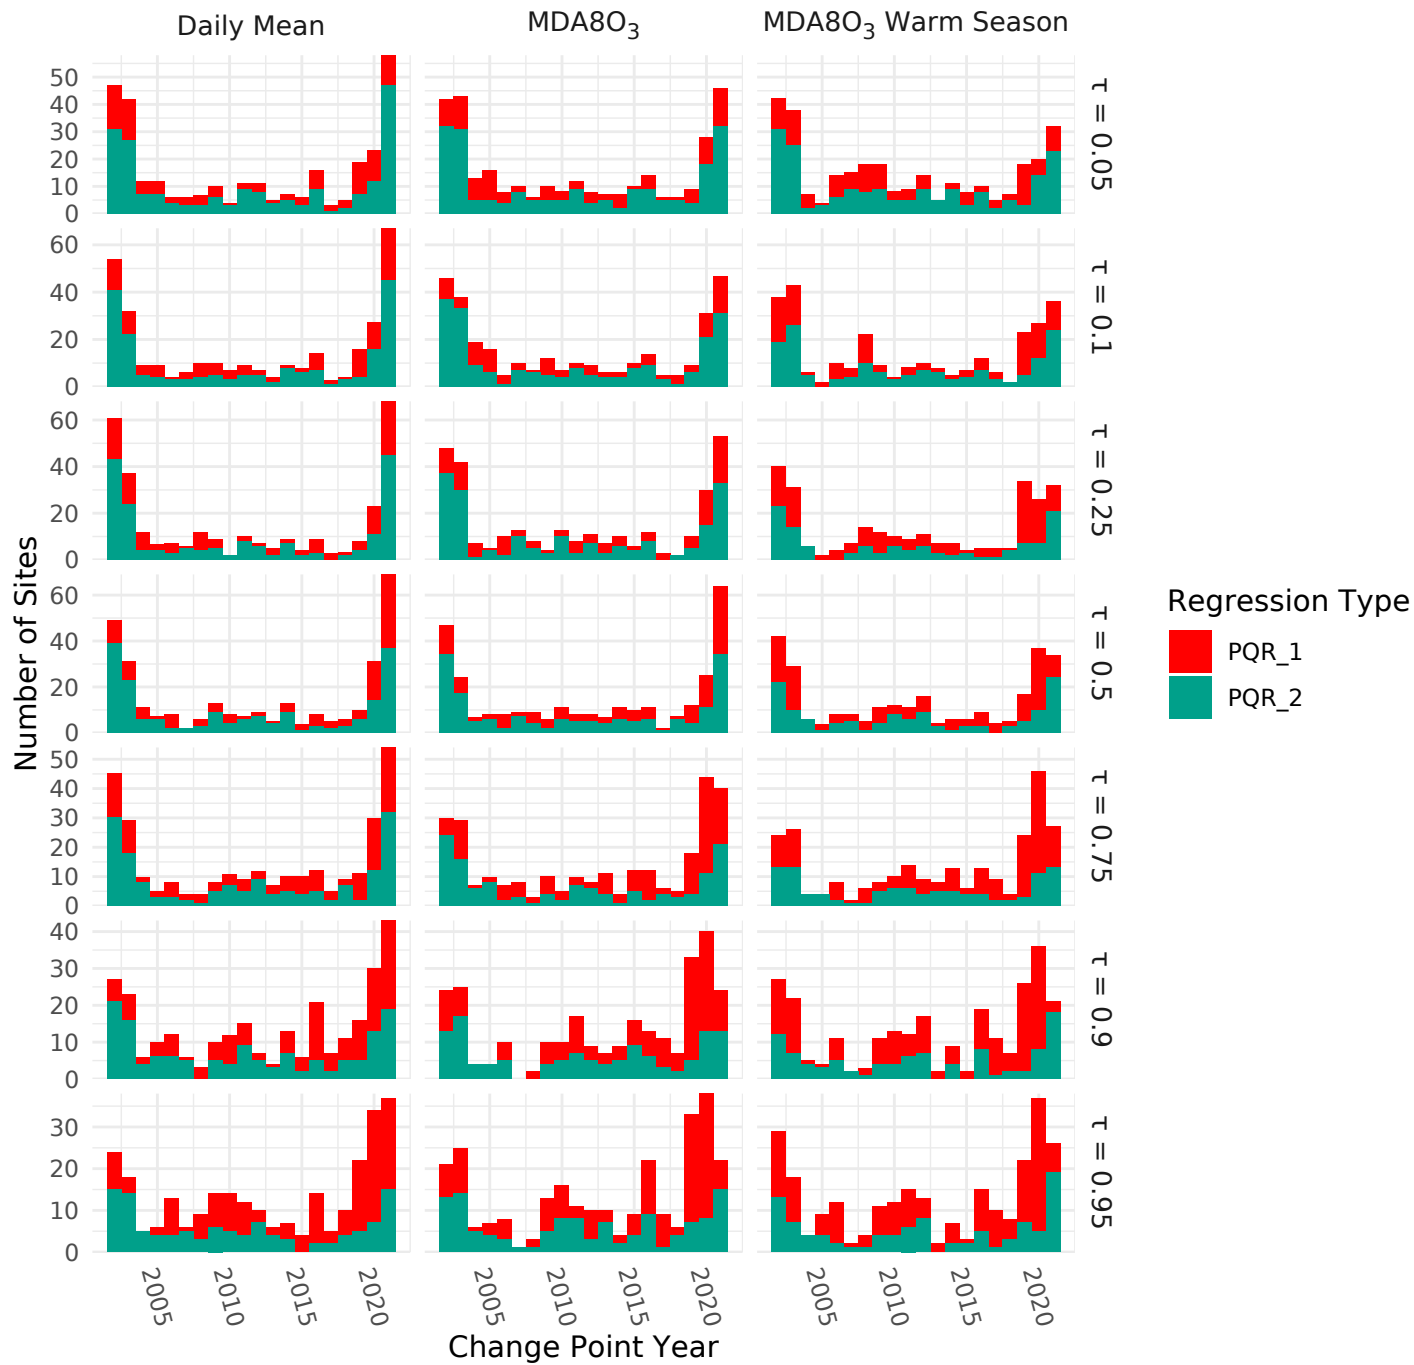 Daily Mean MDA8O₃ MDA8O₃ Warm Season
Number of Sites
50
40
30
20
10
0
τ = 0.05
60
40
20
0
τ = 0.1
60
40
20
0
τ = 0.25
60
40
20
0
τ = 0.5
50
40
30
20
10
0
τ = 0.75
40
30
20
10
0
τ = 0.9
30
20
10
0
τ = 0.95
2005 2010 2015 2020 2005 2010 2015 2020 2005 2010 2015 2020
Change Point Year
Regression Type
PQR_1
PQR_2